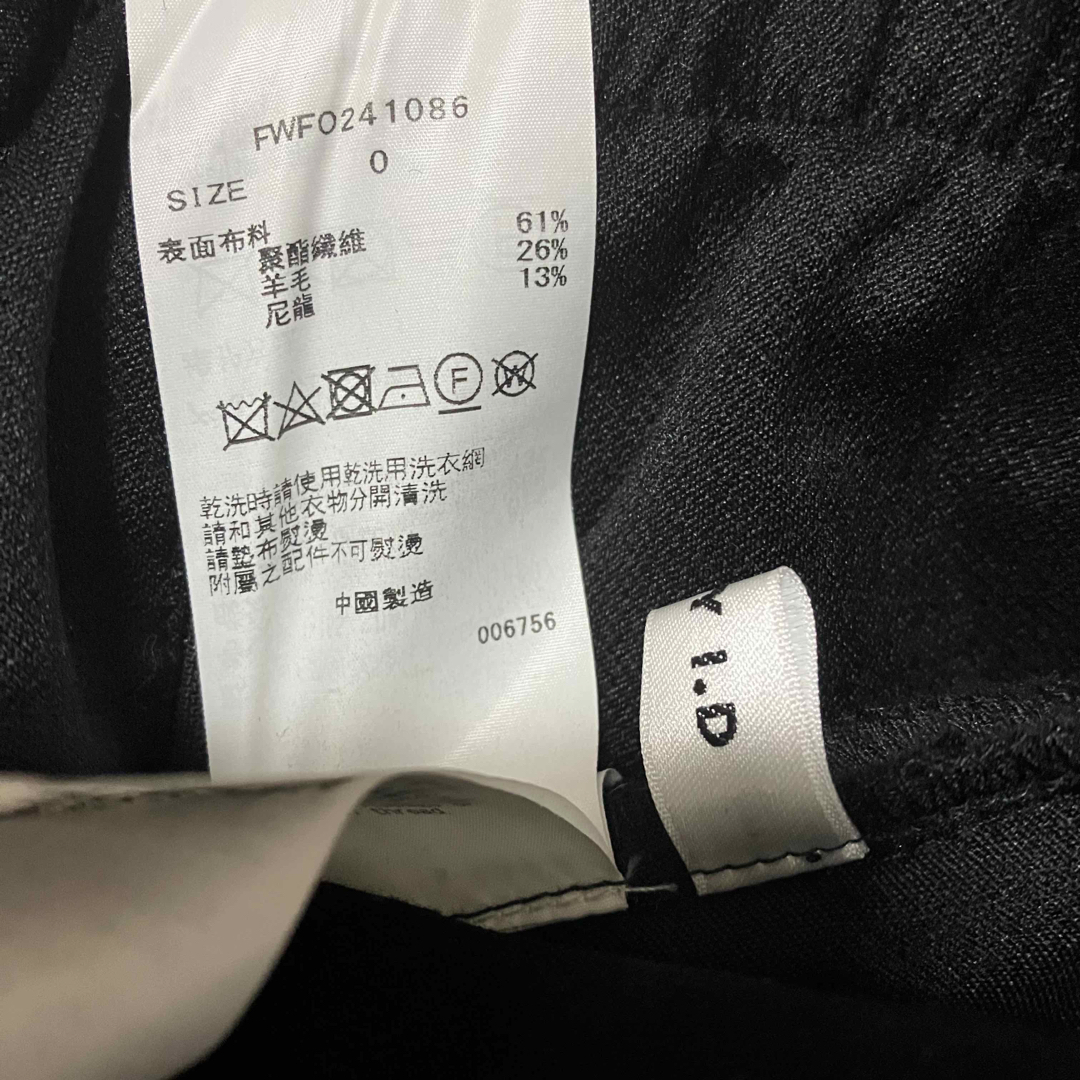 FWFO241086
SIZE 0
表面布料
聚酯纖維 61%
羊毛 26%
尼龍 13%
F
W
乾洗時請使用乾洗用洗衣網
請和其他衣物分開清洗
請墊布熨燙
附屬之配件不可熨燙
中國製造
006756
Y I.D